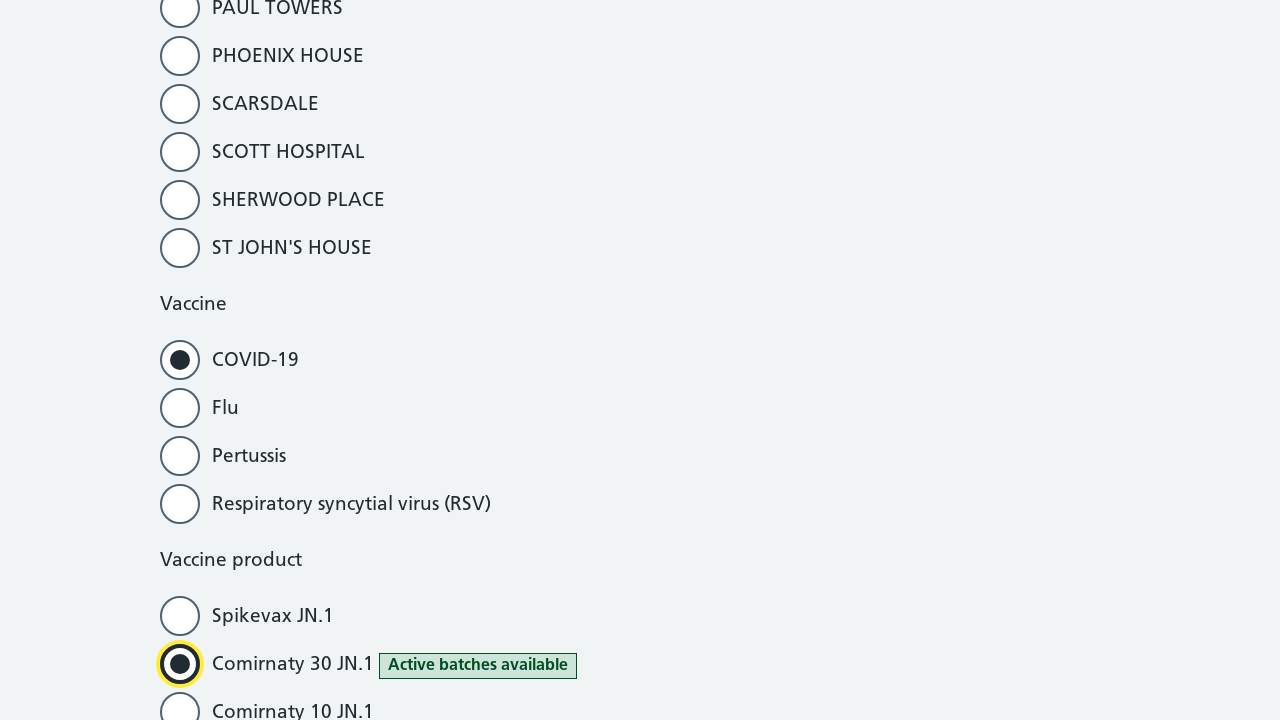 PAUL TOWERS
PHOENIX HOUSE
SCARSDALE
SCOTT HOSPITAL
SHERWOOD PLACE
ST JOHN'S HOUSE
Vaccine
COVID-19
Flu
Pertussis
Respiratory syncytial virus (RSV)
Vaccine product
Spikevax JN.1
Comirnaty 30 JN.1 Active batches available
Comirnaty 10 JN.1